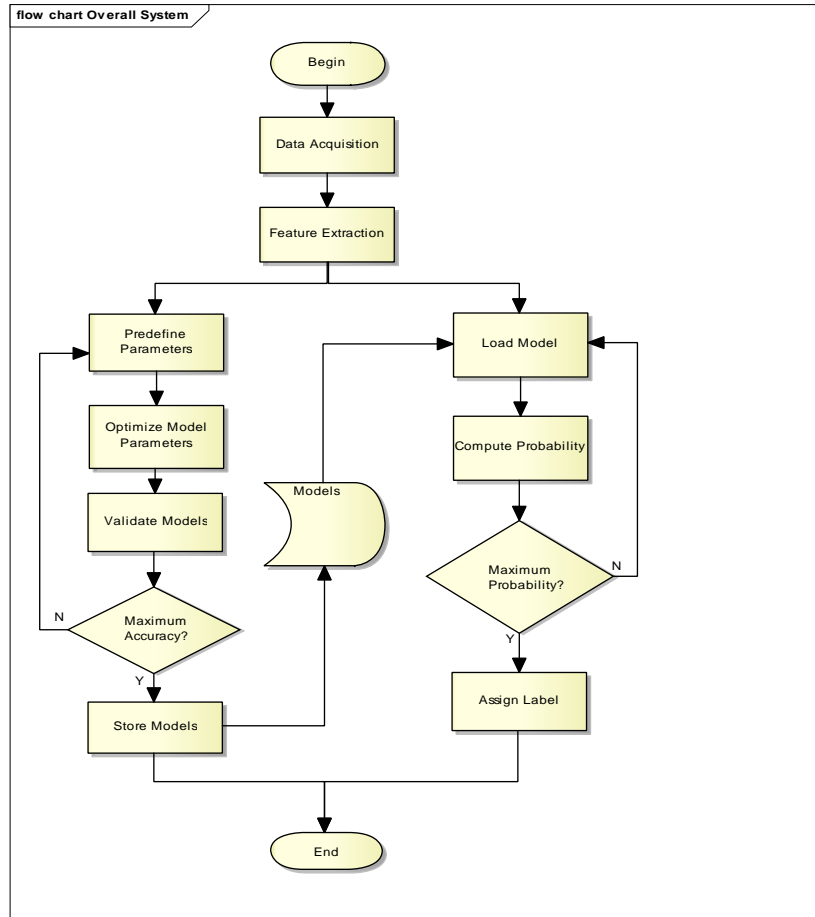 flow chart Overall System
Begin
Data Acquisition
Feature Extraction
Predefine
Parameters
Optimize Model
Parameters
Validate Models
Maximum
Accuracy?
N
Y
Store Models
Models
Load Model
Compute Probability
Maximum
Probability?
N
Y
Assign Label
End